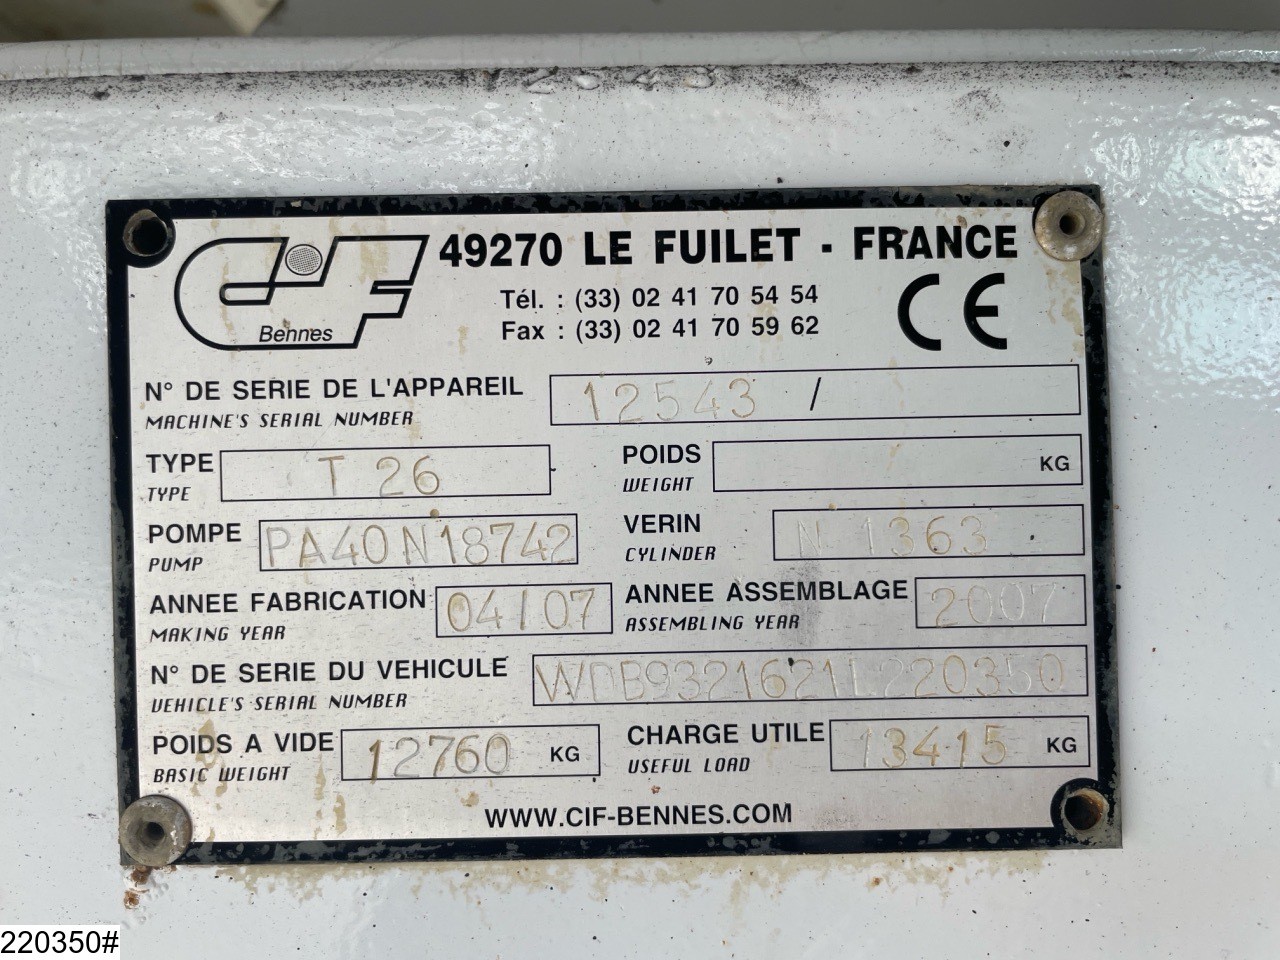 CIF
Bennes
49270 LE FUILET - FRANCE
Tél. : (33) 02 41 70 54 54
Fax : (33) 02 41 70 59 62
CE
N° DE SERIE DE L'APPAREIL 12543 /
MACHINE'S SERIAL NUMBER
TYPE T 26 POIDS KG
TYPE WEIGHT
POMPE PA40N18742 VERIN N 1363
PUMP CYLINDER
ANNEE FABRICATION 04/07 ANNEE ASSEMBLAGE 2007
MAKING YEAR ASSEMBLING YEAR
N° DE SERIE DU VEHICULE WDB9321621L220350
VEHICLE'S SERIAL NUMBER
POIDS A VIDE 12760 KG CHARGE UTILE 13415 KG
BASIC WEIGHT USEFUL LOAD
WWW.CIF-BENNES.COM
220350#